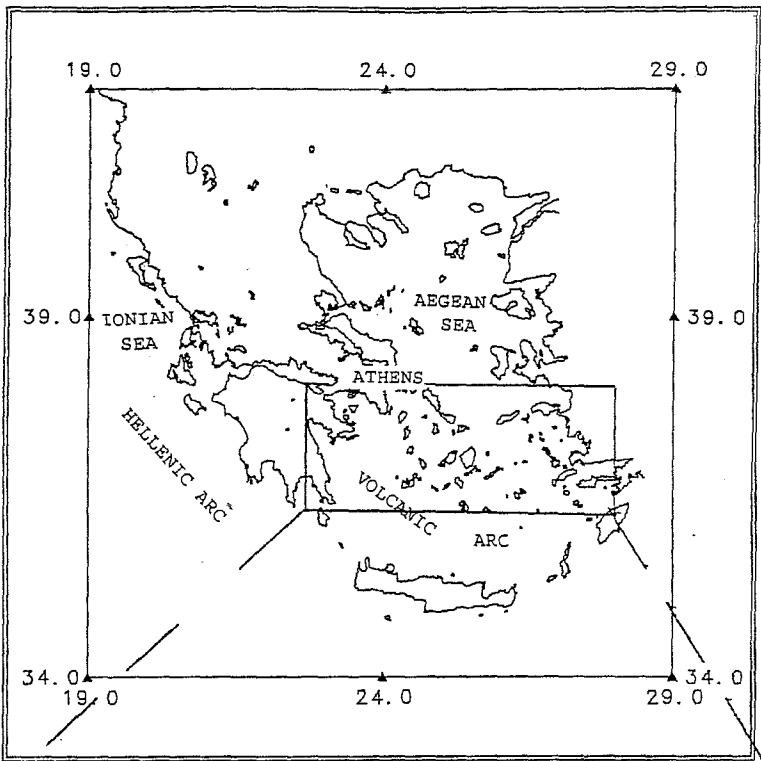 19.0 24.0 29.0
39.0 39.0
IONIAN
SEA
AEGEAN
SEA
ATHENS
HELLENIC ARC
VOLCANIC
ARC
34.0 34.0
19.0 24.0 29.0